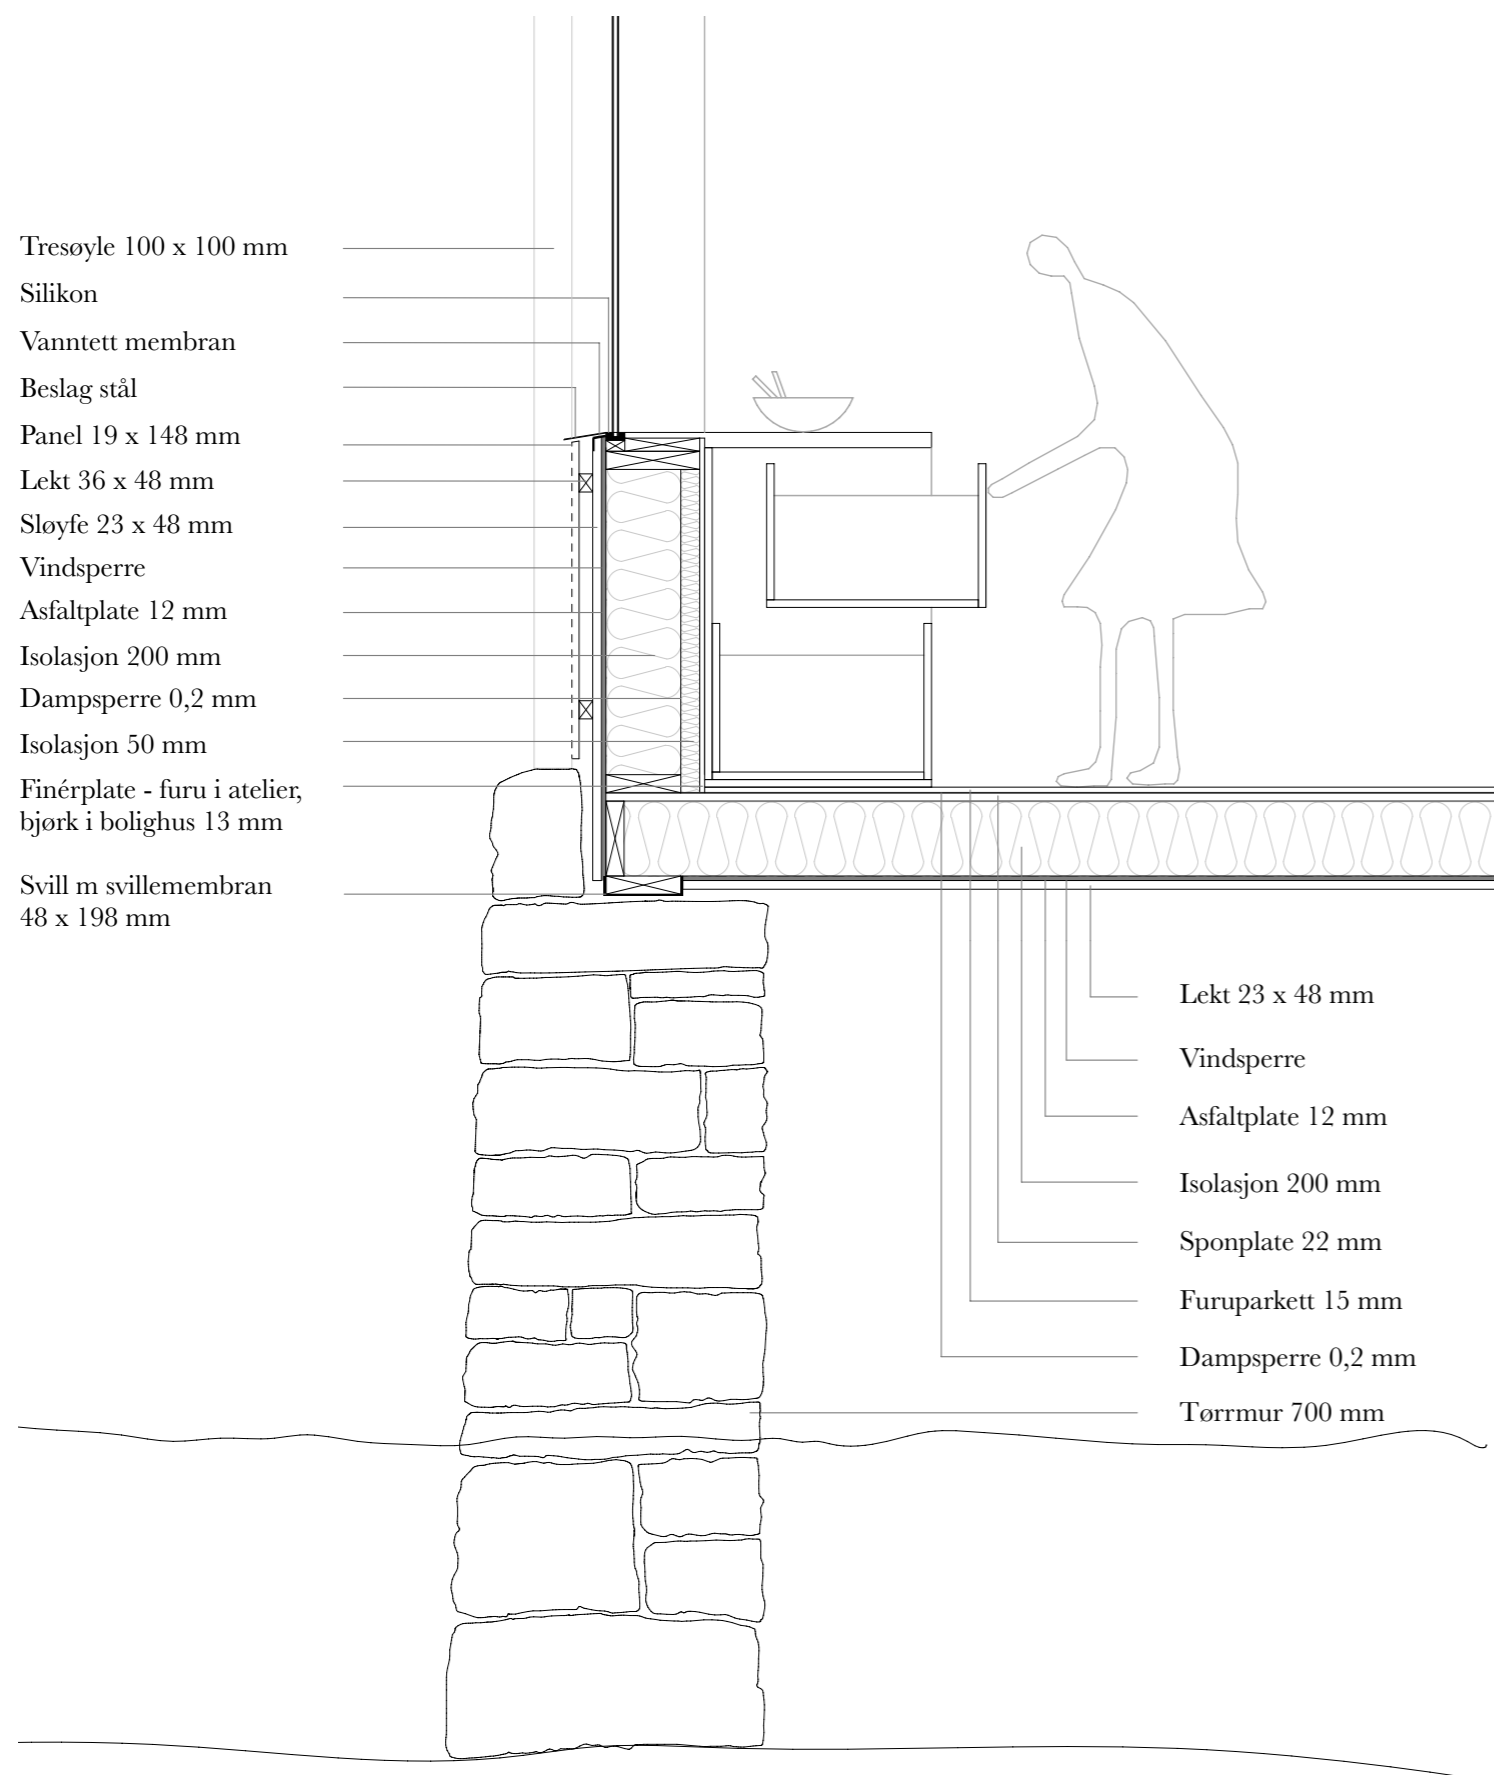 Tresøyle 100 x 100 mm
Silikon
Vanntett membran
Beslag stål
Panel 19 x 148 mm
Lekt 36 x 48 mm
Sløyfe 23 x 48 mm
Vindsperre
Asfaltplate 12 mm
Isolasjon 200 mm
Dampsperre 0,2 mm
Isolasjon 50 mm
Finérplate - furu i atelier,
bjørk i bolighus 13 mm
Svill m svillemembran
48 x 198 mm
Lekt 23 x 48 mm
Vindsperre
Asfaltplate 12 mm
Isolasjon 200 mm
Sponplate 22 mm
Furuparkett 15 mm
Dampsperre 0,2 mm
Tørrmur 700 mm